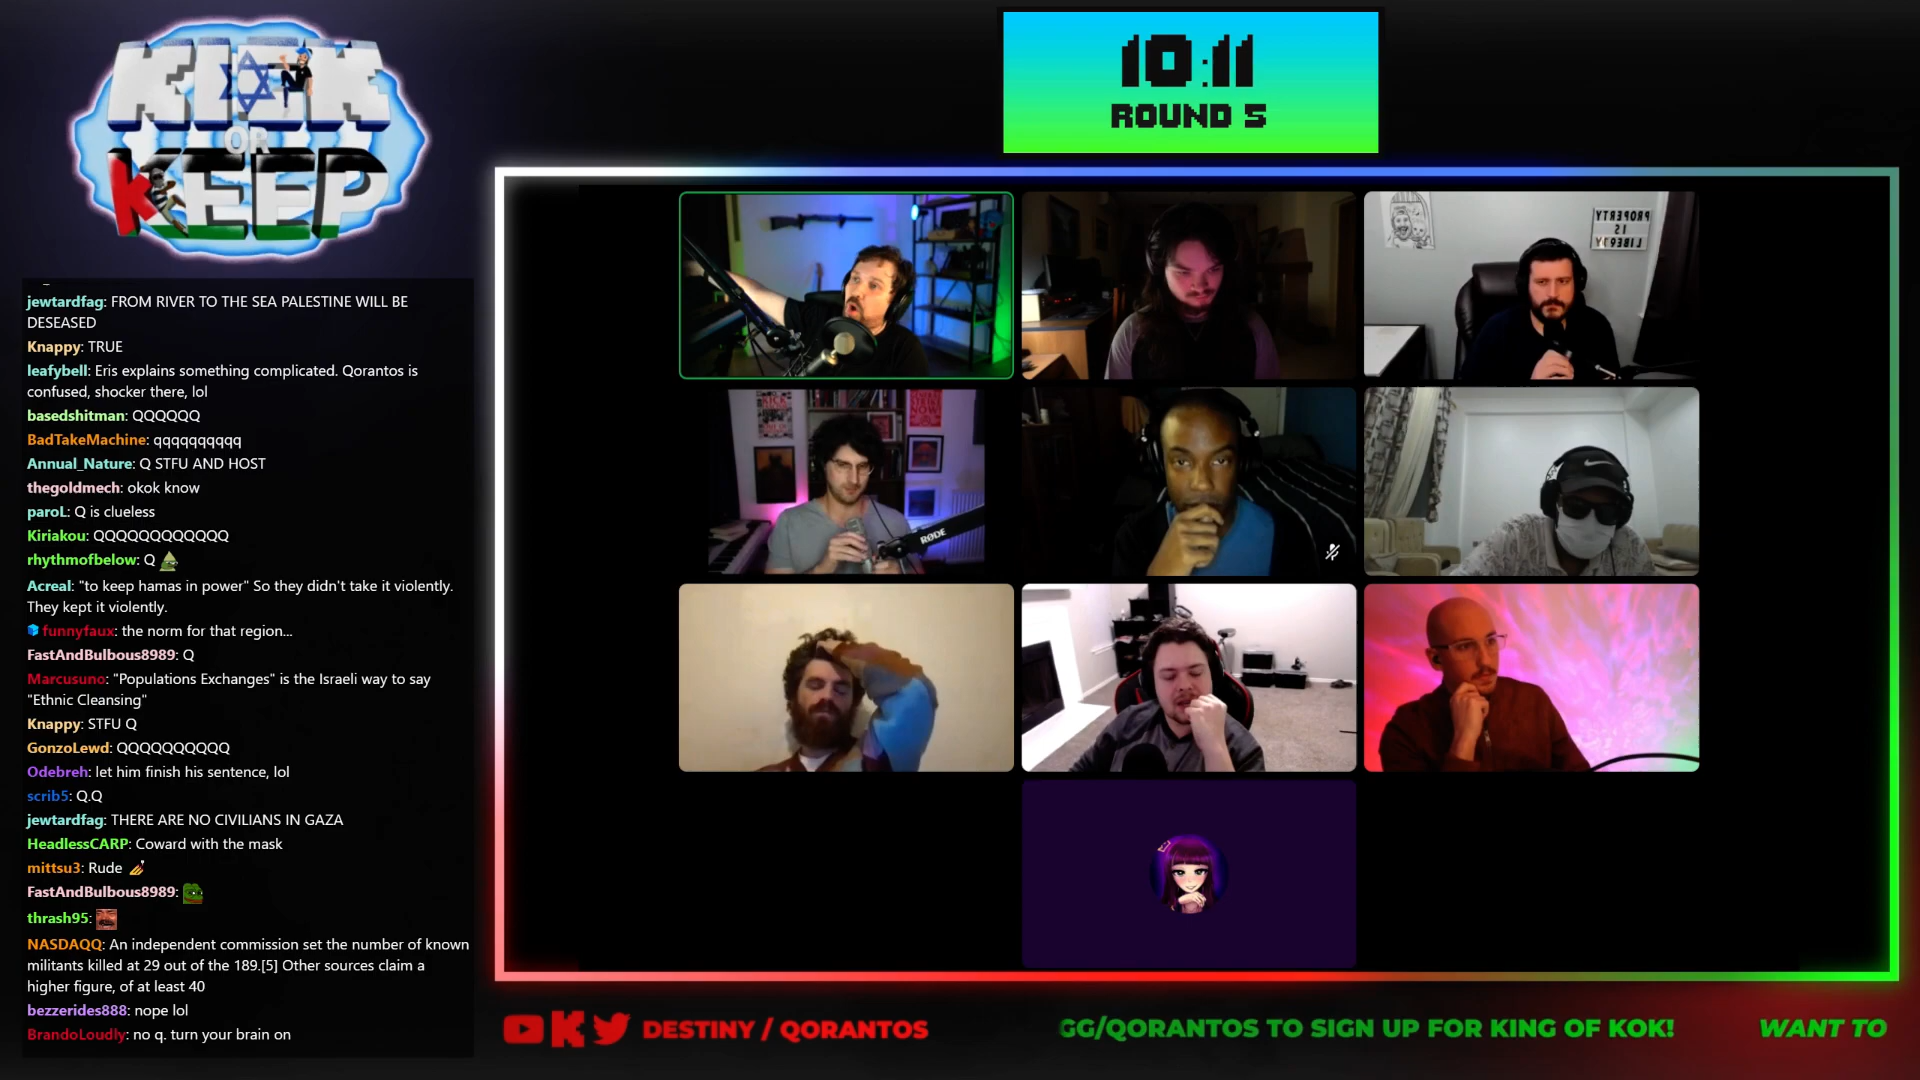 KICK
OR
KEEP
10:11
ROUND 5
jewtardfag: FROM RIVER TO THE SEA PALESTINE WILL BE
DESEASED
Knappy: TRUE
leafybell: Eris explains something complicated. Qorantos is
confused, shocker there, lol
basedshitman: QQQQQQ
BadTakeMachine: qqqqqqqqqq
Annual_Nature: Q STFU AND HOST
thegoldmech: okok know
paroL: Q is clueless
Kiriakou: QQQQQQQQQQQQ
rhythmofbelow: Q
Acreal: "to keep hamas in power" So they didn't take it violently.
They kept it violently.
funnyfaux: the norm for that region...
FastAndBulbous8989: Q
Marcusuno: "Populations Exchanges" is the Israeli way to say
"Ethnic Cleansing"
Knappy: STFU Q
GonzoLewd: QQQQQQQQQQ
Odebreh: let him finish his sentence, lol
scrib5: Q.Q
jewtardfag: THERE ARE NO CIVILIANS IN GAZA
HeadlessCARP: Coward with the mask
mittsu3: Rude
FastAndBulbous8989:
thrash95:
NASDAQQ: An independent commission set the number of known
militants killed at 29 out of the 189.[5] Other sources claim a
higher figure, of at least 40
bezzerides888: nope lol
BrandoLoudly: no q. turn your brain on
PROPERTY
IS
LIBERTY
STRIKE
NOW
RØDE
DESTINY / QORANTOS
GG/QORANTOS TO SIGN UP FOR KING OF KOK!
WANT TO